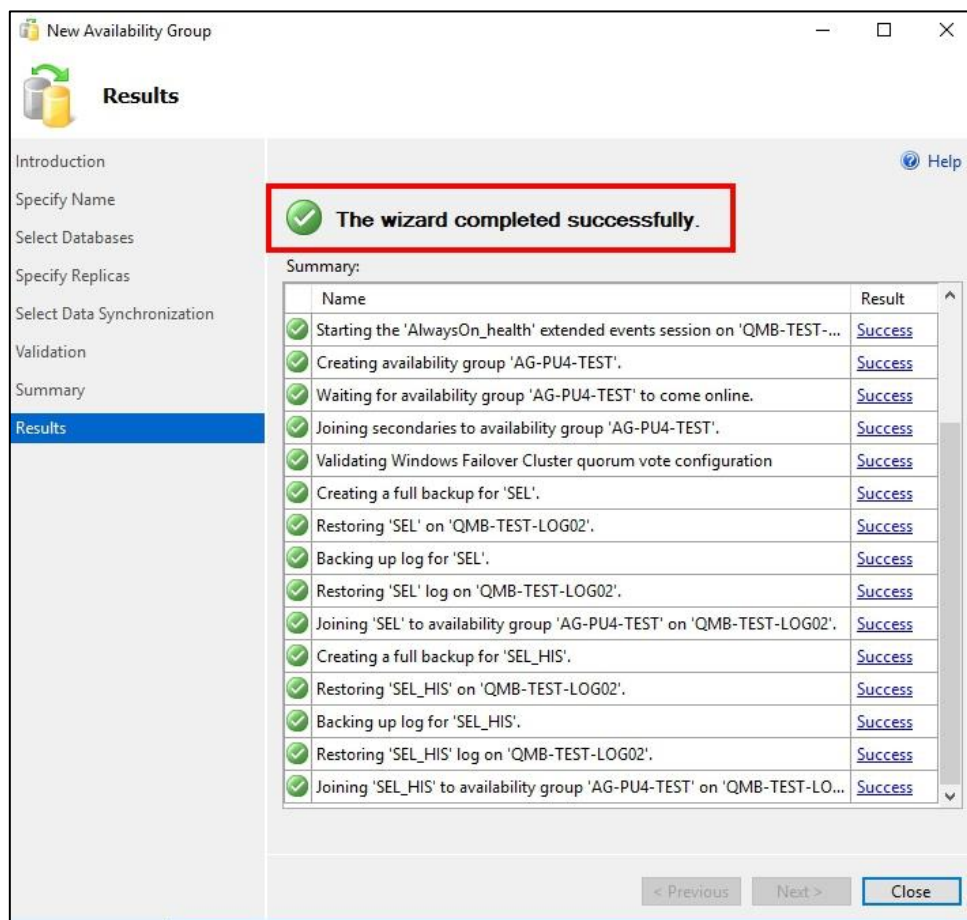 New Availability Group
Results
Introduction
Help
Specify Name
The wizard completed successfully.
Select Databases
Specify Replicas
Summary:
Select Data Synchronization
Validation
Summary
Results
Name Result
Starting the 'AlwaysOn_health' extended events session on 'QMB-TEST-... Success
Creating availability group 'AG-PU4-TEST'. Success
Waiting for availability group 'AG-PU4-TEST' to come online. Success
Joining secondaries to availability group 'AG-PU4-TEST'. Success
Validating Windows Failover Cluster quorum vote configuration Success
Creating a full backup for 'SEL'. Success
Restoring 'SEL' on 'QMB-TEST-LOG02'. Success
Backing up log for 'SEL'. Success
Restoring 'SEL' log on 'QMB-TEST-LOG02'. Success
Joining 'SEL' to availability group 'AG-PU4-TEST' on 'QMB-TEST-LOG02'. Success
Creating a full backup for 'SEL_HIS'. Success
Restoring 'SEL_HIS' on 'QMB-TEST-LOG02'. Success
Backing up log for 'SEL_HIS'. Success
Restoring 'SEL_HIS' log on 'QMB-TEST-LOG02'. Success
Joining 'SEL_HIS' to availability group 'AG-PU4-TEST' on 'QMB-TEST-LO... Success
< Previous Next > Close